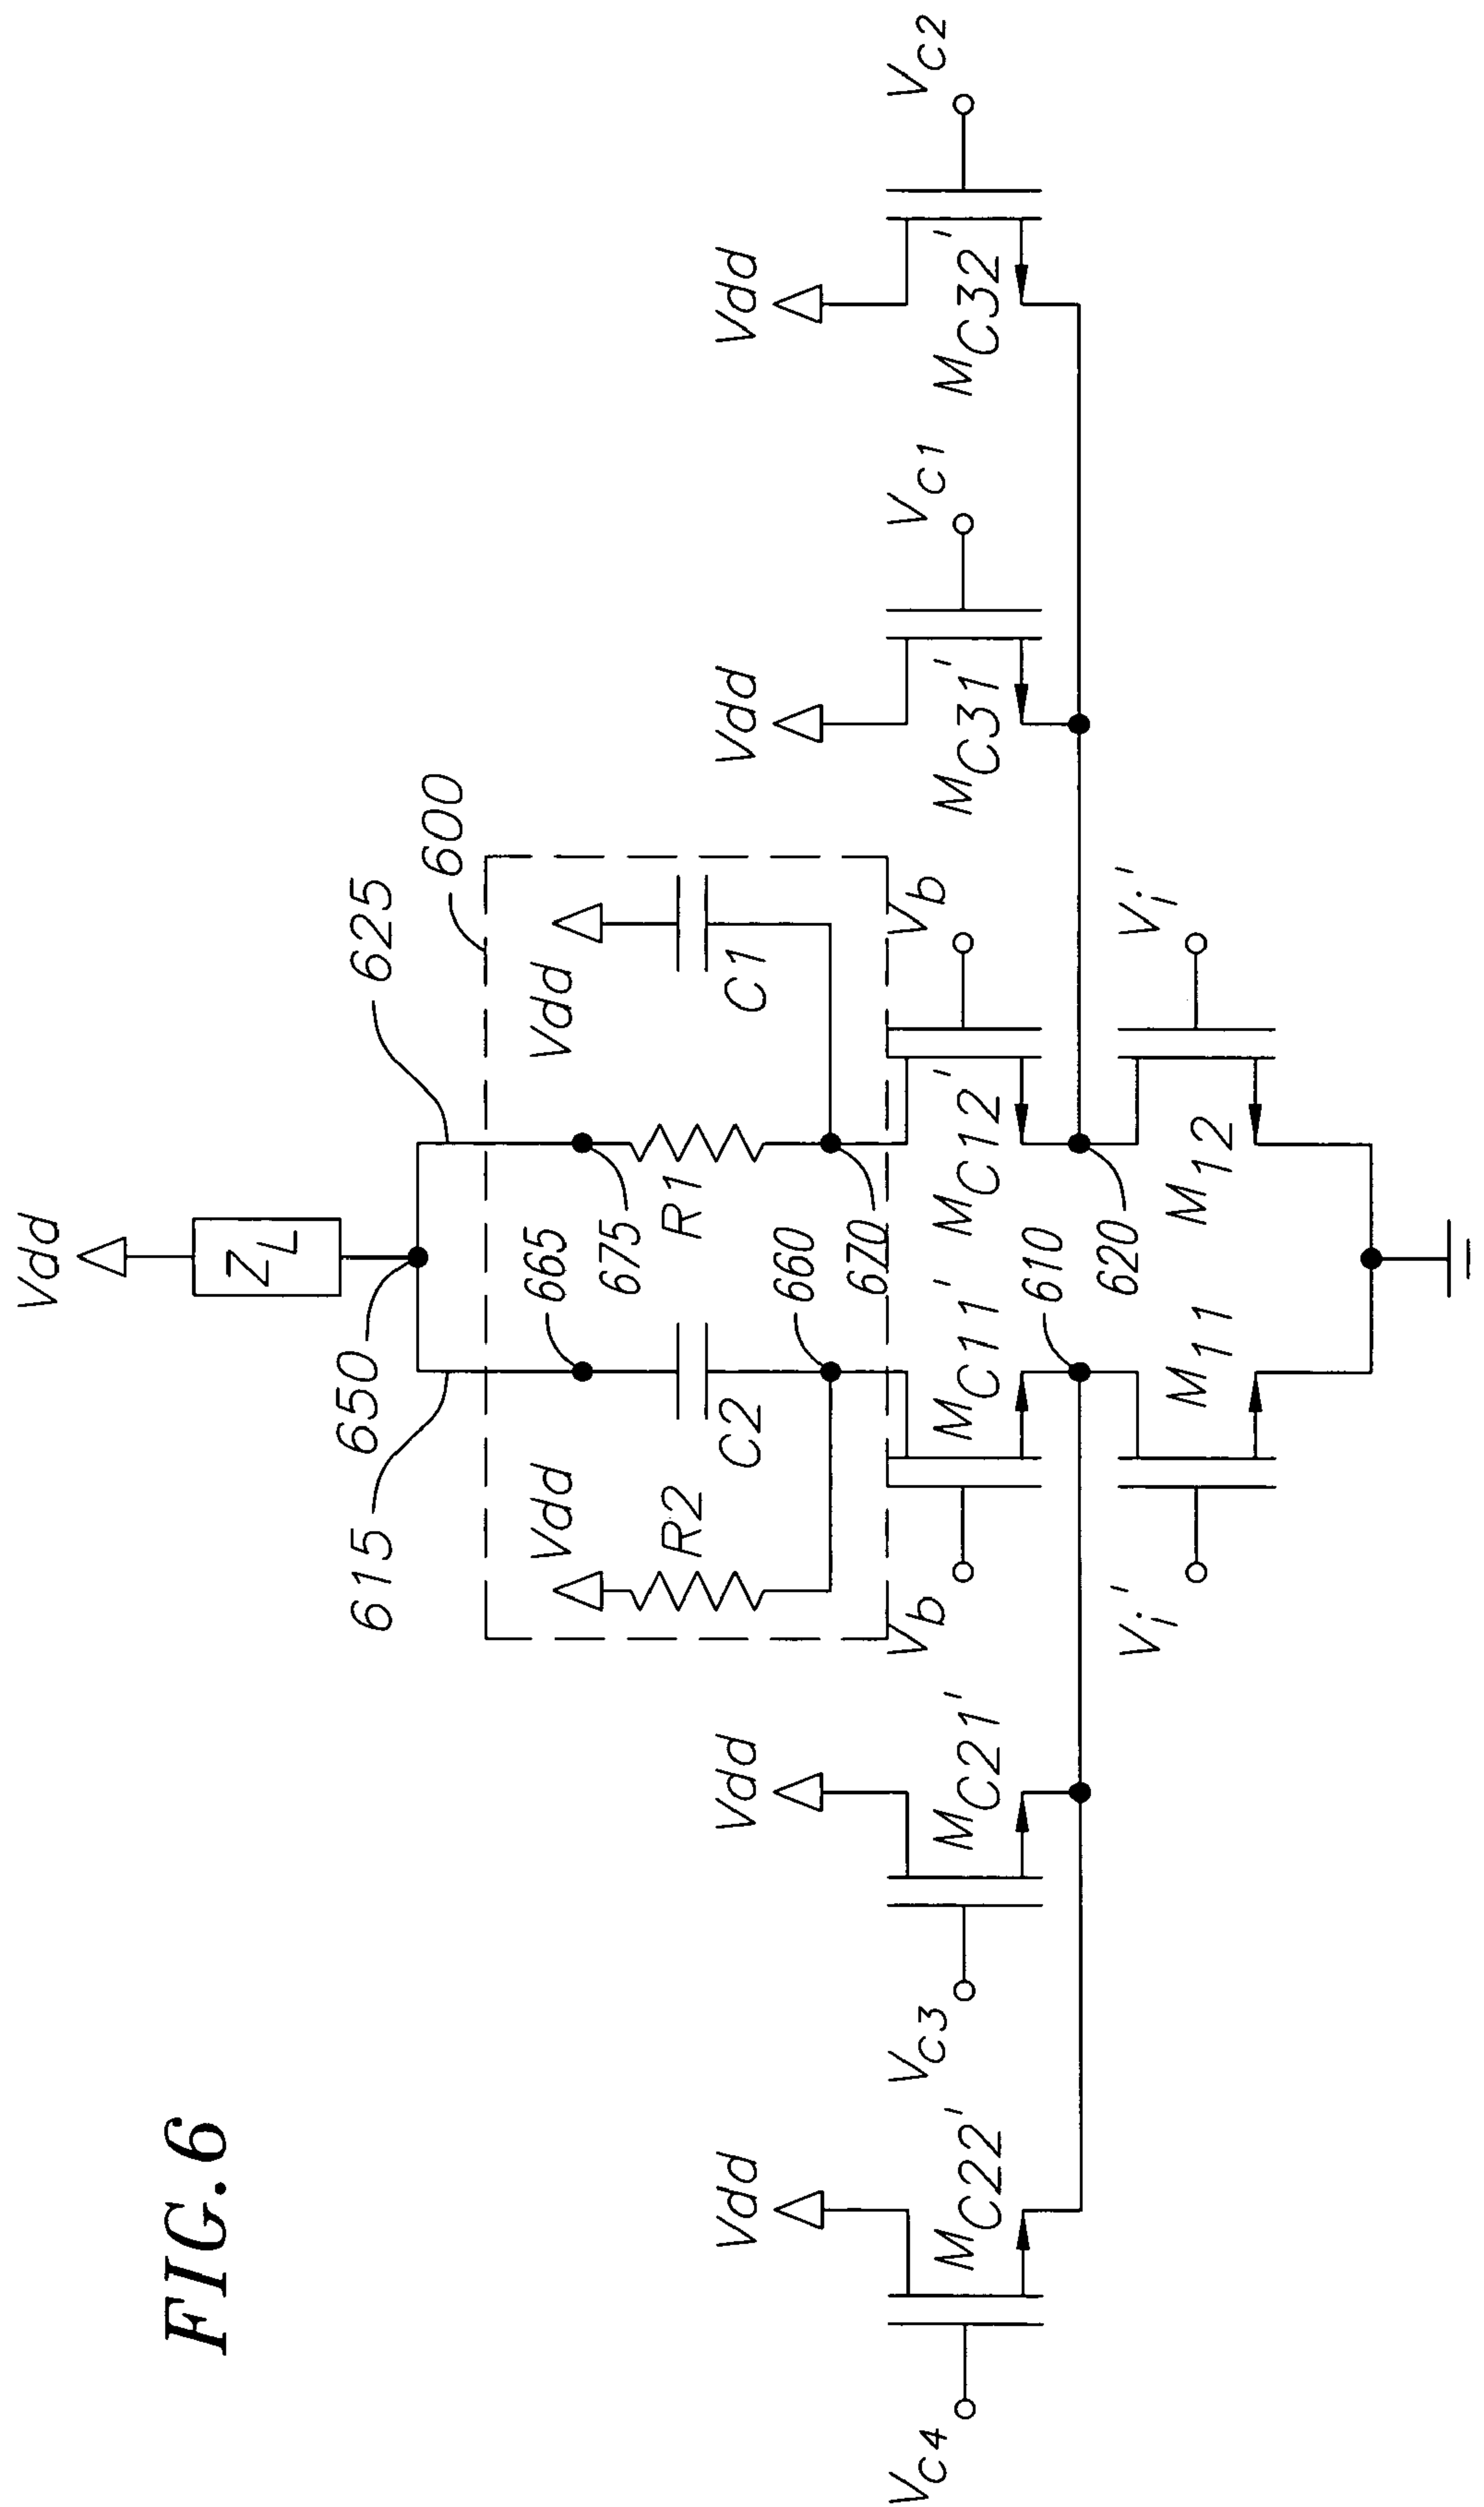 FIG. 6
Vdd
ZL
650
615
625
600
Vdd
R2
C2
665
675
R1
Vdd
C1
660
670
Vdd
Vdd
Vdd
Vdd
VC4
MC22'
VC3
MC21'
Vb
MC11'
MC12'
Vb
MC31'
VC1
MC32'
VC2
610
620
Vi'
M11
M12
Vi'